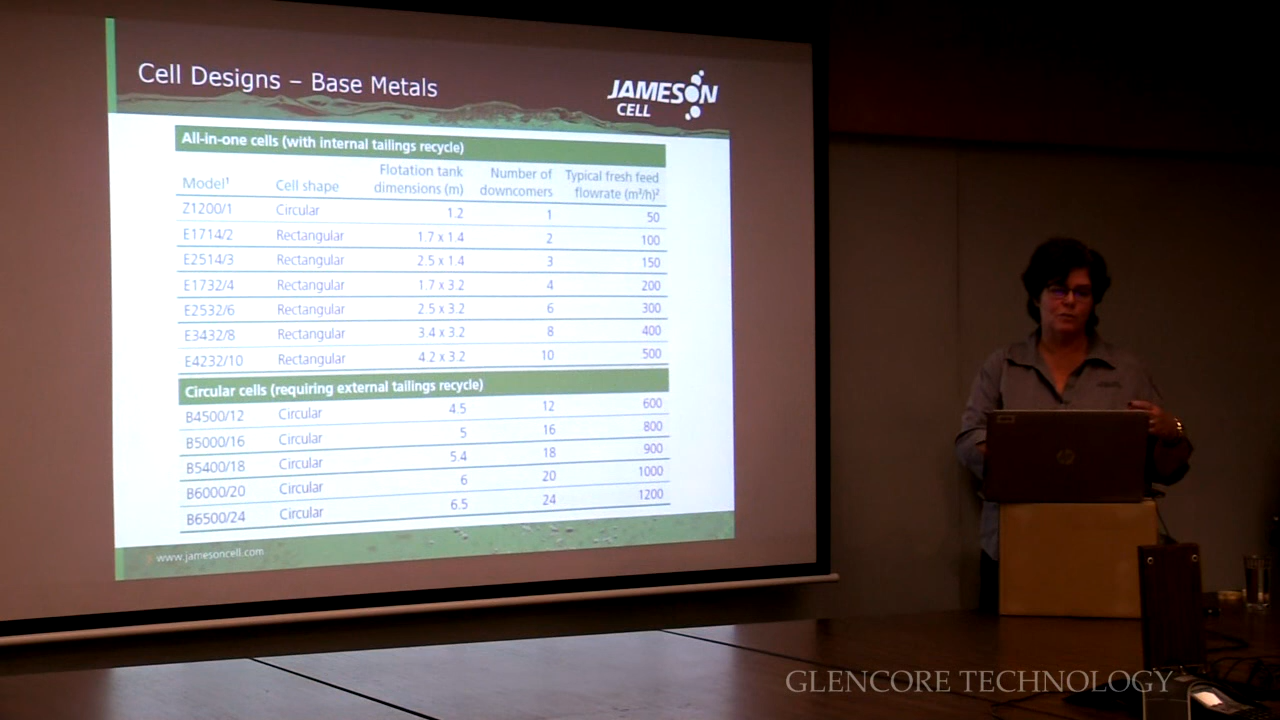 Cell Designs – Base Metals
JAMESON
CELL
All-in-one cells (with internal tailings recycle)
Model¹ Cell shape Flotation tank dimensions (m) Number of downcomers Typical fresh feed flowrate (m³/h)²
Z1200/1 Circular 1.2 1 50
E1714/2 Rectangular 1.7 x 1.4 2 100
E2514/3 Rectangular 2.5 x 1.4 3 150
E1732/4 Rectangular 1.7 x 3.2 4 200
E2532/6 Rectangular 2.5 x 3.2 6 300
E3432/8 Rectangular 3.4 x 3.2 8 400
E4232/10 Rectangular 4.2 x 3.2 10 500
Circular cells (requiring external tailings recycle)
B4500/12 Circular 4.5 12 600
B5000/16 Circular 5 16 800
B5400/18 Circular 5.4 18 900
B6000/20 Circular 6 20 1000
B6500/24 Circular 6.5 24 1200
www.jamesoncell.com
hp
GLENCORE TECHNOLOGY